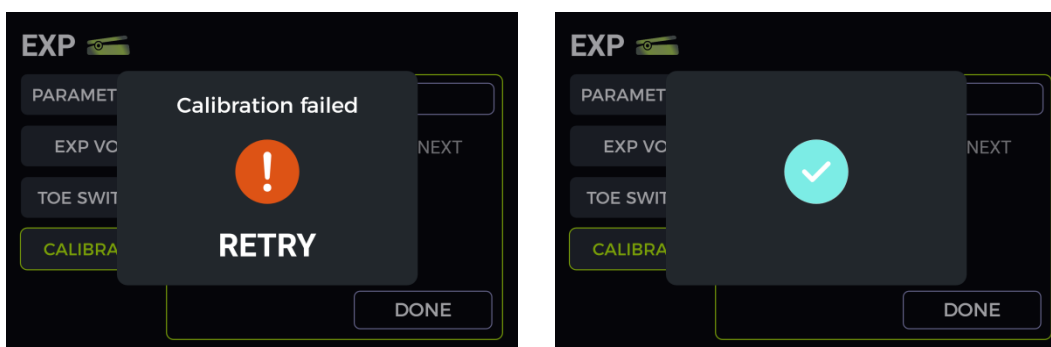 EXP
PARAMET
Calibration failed
EXP VO
NEXT
!
TOE SWIT
CALIBRA
RETRY
DONE
EXP
PARAMET
EXP VO
NEXT
TOE SWIT
CALIBRA
DONE